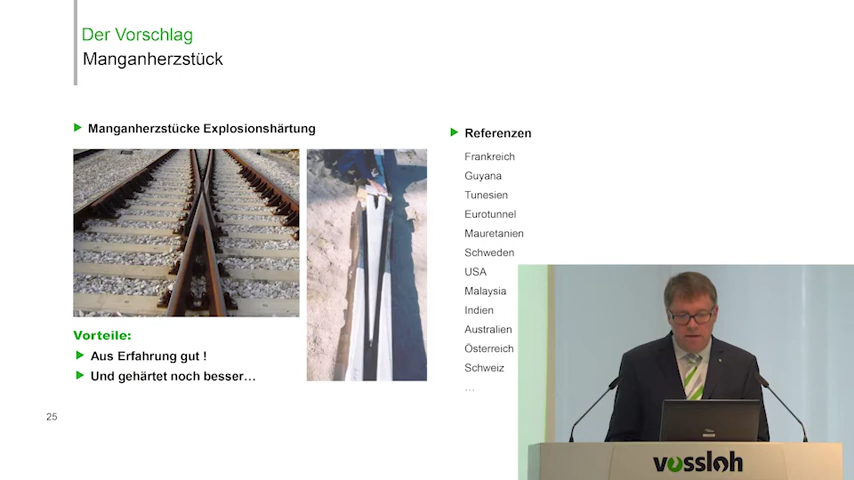 Der Vorschlag
Manganherzstück
Manganherzstücke Explosionshärtung
Vorteile:
Aus Erfahrung gut !
Und gehärtet noch besser…
Referenzen
Frankreich
Guyana
Tunesien
Eurotunnel
Mauretanien
Schweden
USA
Malaysia
Indien
Australien
Österreich
Schweiz
…
25
vossloh